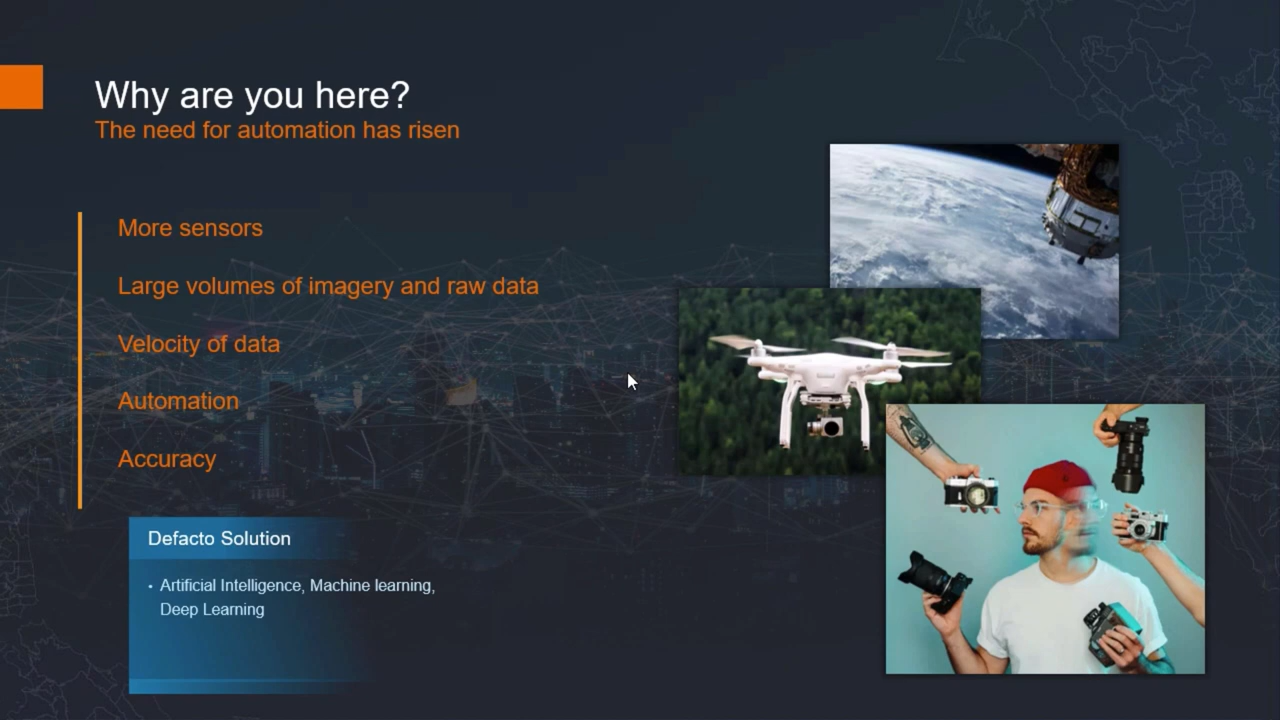 Why are you here?
The need for automation has risen
More sensors
Large volumes of imagery and raw data
Velocity of data
Automation
Accuracy
Defacto Solution
• Artificial Intelligence, Machine learning,
Deep Learning